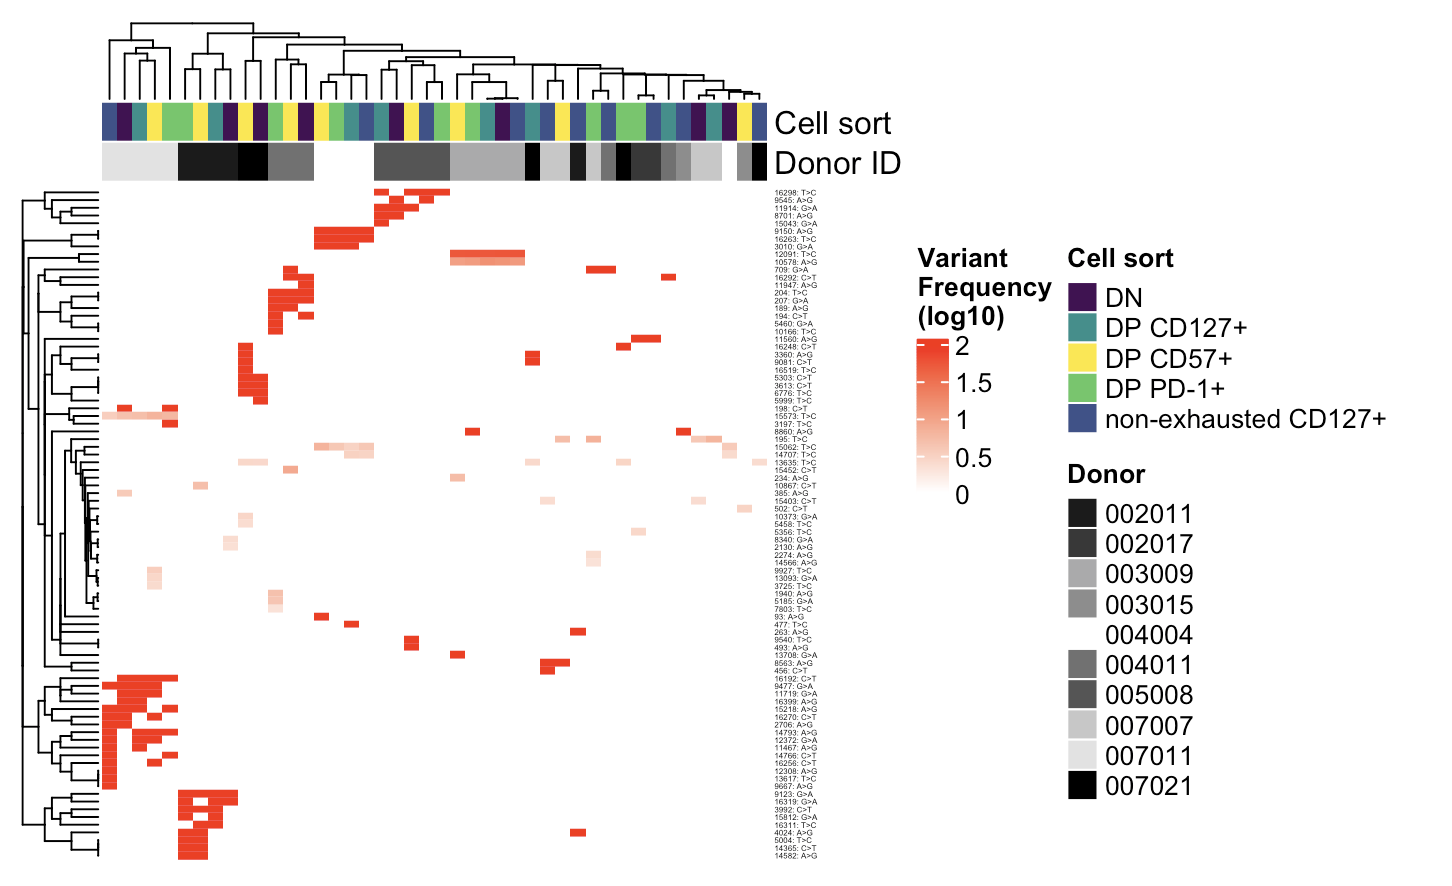 Cell sort
Donor ID
16298: T>C
9545: A>G
11914: G>A
8701: A>G
15043: G>A
9150: A>G
16263: T>C
3010: G>A
12091: T>C
10578: A>G
709: G>A
16292: C>T
11947: A>G
204: T>C
207: G>A
189: A>G
194: C>T
5460: G>A
10166: T>C
11560: A>G
16248: C>T
3360: A>G
9081: C>T
16519: T>C
5303: C>T
3613: C>T
6776: T>C
5999: T>C
198: C>T
15573: T>C
3197: T>C
8860: A>G
195: T>C
15062: T>C
14707: T>C
13635: T>C
15452: C>T
234: A>G
10867: C>T
385: A>G
15403: C>T
502: C>T
10373: G>A
5458: T>C
5356: T>C
8340: G>A
2130: A>G
2274: A>G
14566: A>G
9927: T>C
13093: G>A
3725: T>C
1940: A>G
5185: G>A
7803: T>C
93: A>G
477: T>C
263: A>G
9540: T>C
493: A>G
13708: G>A
8563: A>G
456: C>T
16192: C>T
9477: G>A
11719: G>A
16399: A>G
15218: A>G
16270: C>T
2706: A>G
14793: A>G
12372: G>A
11467: A>G
14766: C>T
16256: C>T
12308: A>G
13617: T>C
9667: A>G
9123: G>A
16319: G>A
3992: C>T
15812: G>A
16311: T>C
4024: A>G
5004: T>C
14365: C>T
14582: A>G
Variant
Frequency
(log10)
2
1.5
1
0.5
0
Cell sort
DN
DP CD127+
DP CD57+
DP PD-1+
non-exhausted CD127+
Donor
002011
002017
003009
003015
004004
004011
005008
007007
007011
007021